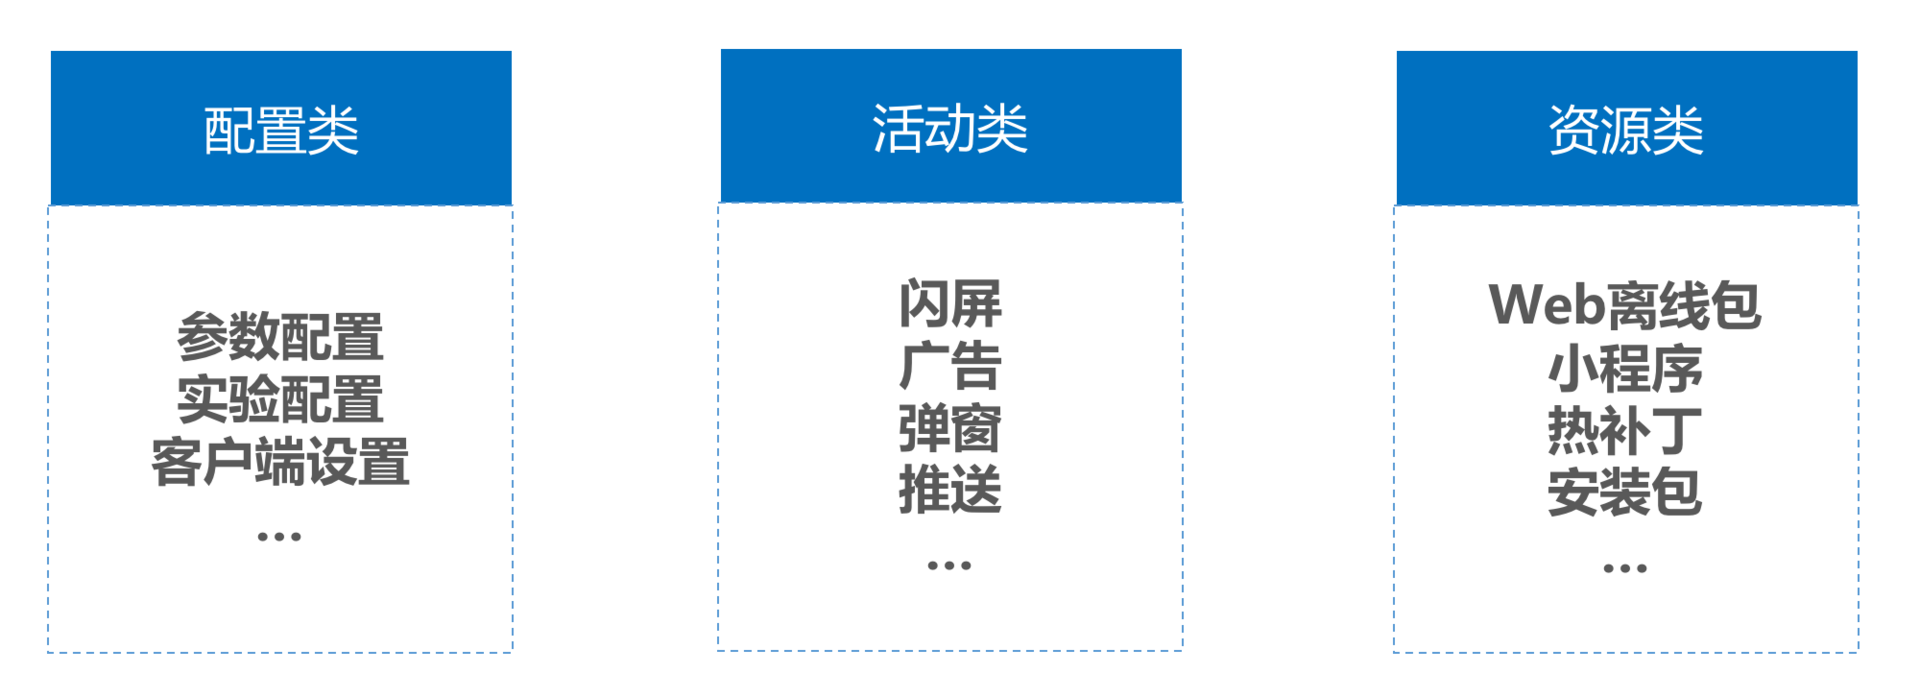 配置类
参数配置
实验配置
客户端设置
...
活动类
闪屏
广告
弹窗
推送
...
资源类
Web离线包
小程序
热补丁
安装包
...